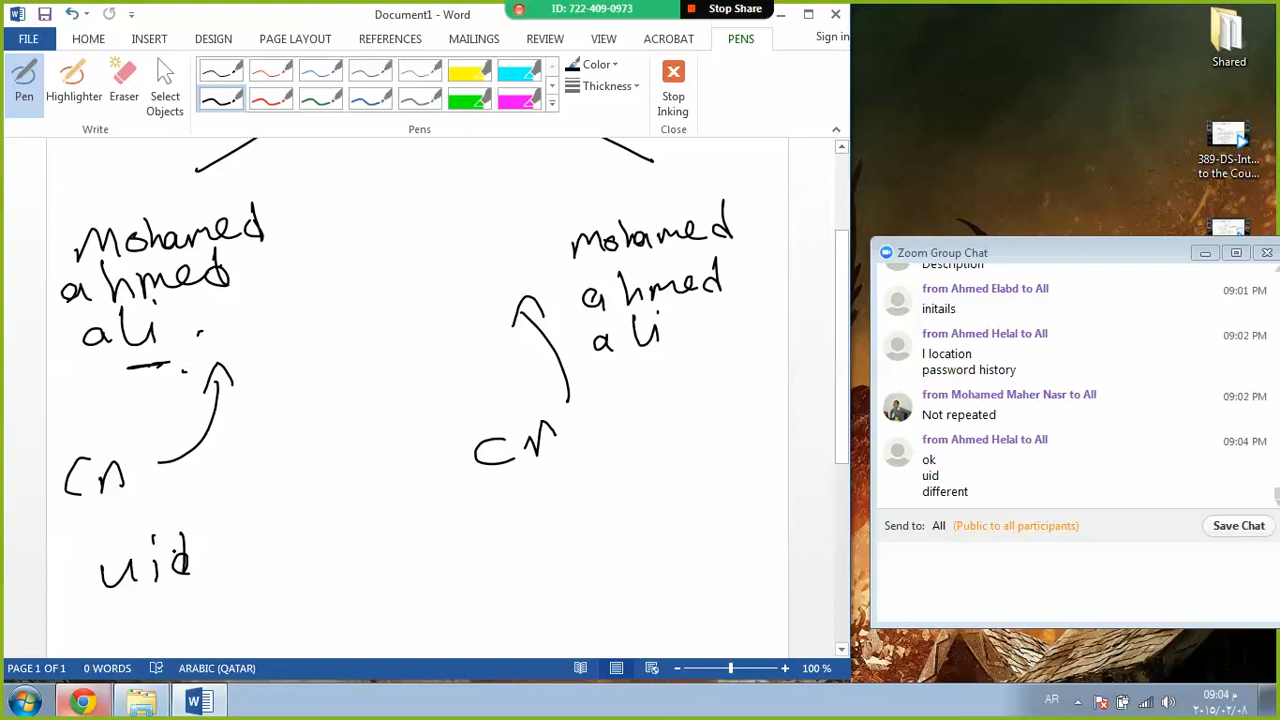 Document1 - Word
ID: 722-409-0973
Stop Share
FILE HOME INSERT DESIGN PAGE LAYOUT REFERENCES MAILINGS REVIEW VIEW ACROBAT PENS Sign in
Pen Highlighter Eraser Select Objects
Color
Thickness
Stop Inking
Write Pens Close
Mohamed
ahmed
ali
cn
uid
mohamed
ahmed
ali
cn
PAGE 1 OF 1 0 WORDS ARABIC (QATAR) 100 %
Shared
389-DS-Int...
to the Cou...
Zoom Group Chat
Description
from Ahmed Elabd to All 09:01 PM
initails
from Ahmed Helal to All 09:02 PM
l location
password history
from Mohamed Maher Nasr to All 09:02 PM
Not repeated
from Ahmed Helal to All 09:04 PM
ok
uid
different
Send to: All (Public to all participants) Save Chat
AR
09:04 م
٢٠١٥/٠٢/٠٨